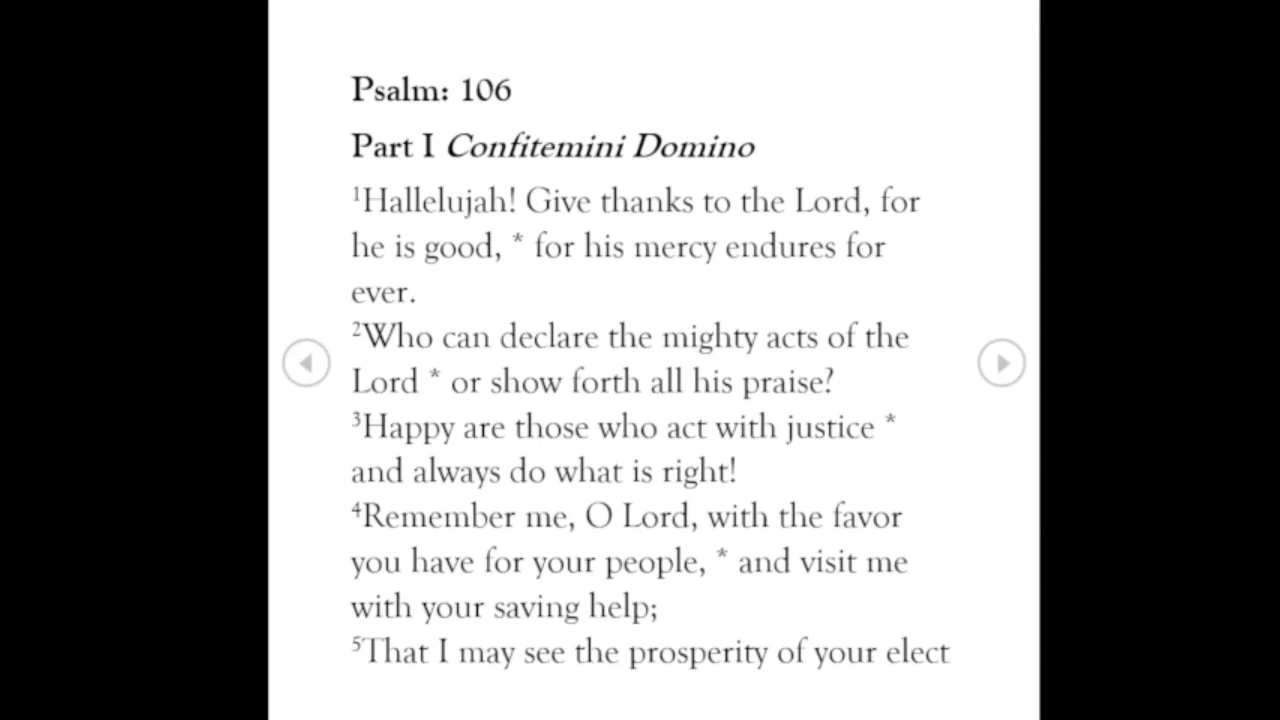 Psalm: 106
Part I Confitemini Domino
¹Hallelujah! Give thanks to the Lord, for
he is good, * for his mercy endures for
ever.
²Who can declare the mighty acts of the
Lord * or show forth all his praise?
³Happy are those who act with justice *
and always do what is right!
⁴Remember me, O Lord, with the favor
you have for your people, * and visit me
with your saving help;
⁵That I may see the prosperity of your elect